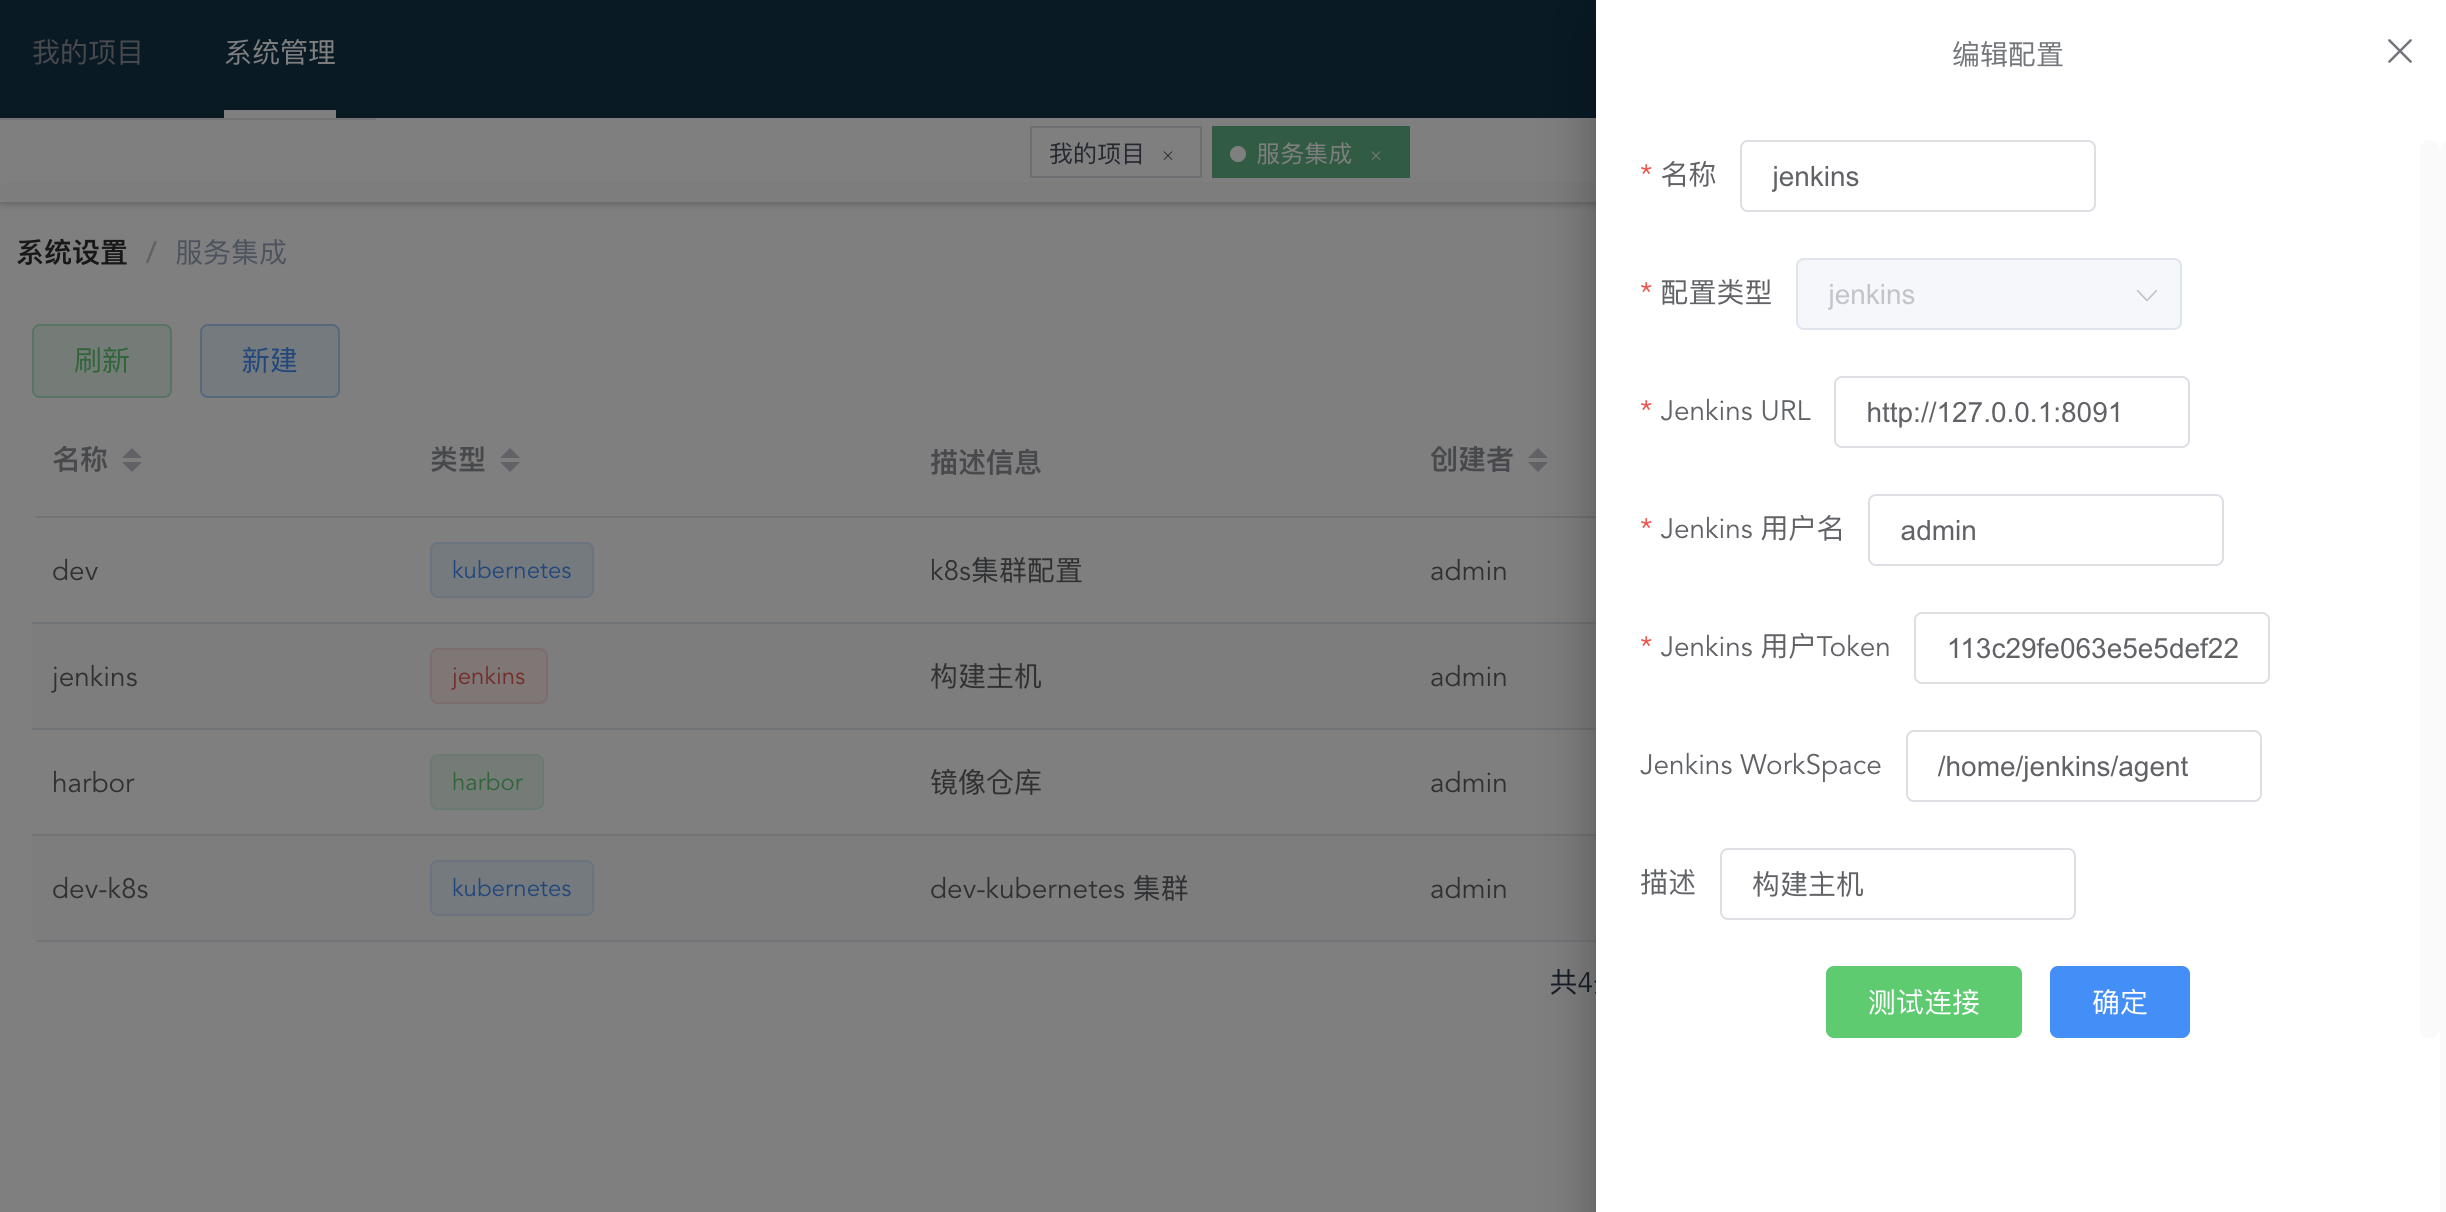 我的项目 系统管理
我的项目 × 服务集成 ×
系统设置 / 服务集成
刷新 新建
名称 类型 描述信息 创建者
dev kubernetes k8s集群配置 admin
jenkins jenkins 构建主机 admin
harbor harbor 镜像仓库 admin
dev-k8s kubernetes dev-kubernetes 集群 admin
共4
编辑配置
* 名称 jenkins
* 配置类型 jenkins
* Jenkins URL http://127.0.0.1:8091
* Jenkins 用户名 admin
* Jenkins 用户Token 113c29fe063e5e5def22
Jenkins WorkSpace /home/jenkins/agent
描述 构建主机
测试连接 确定